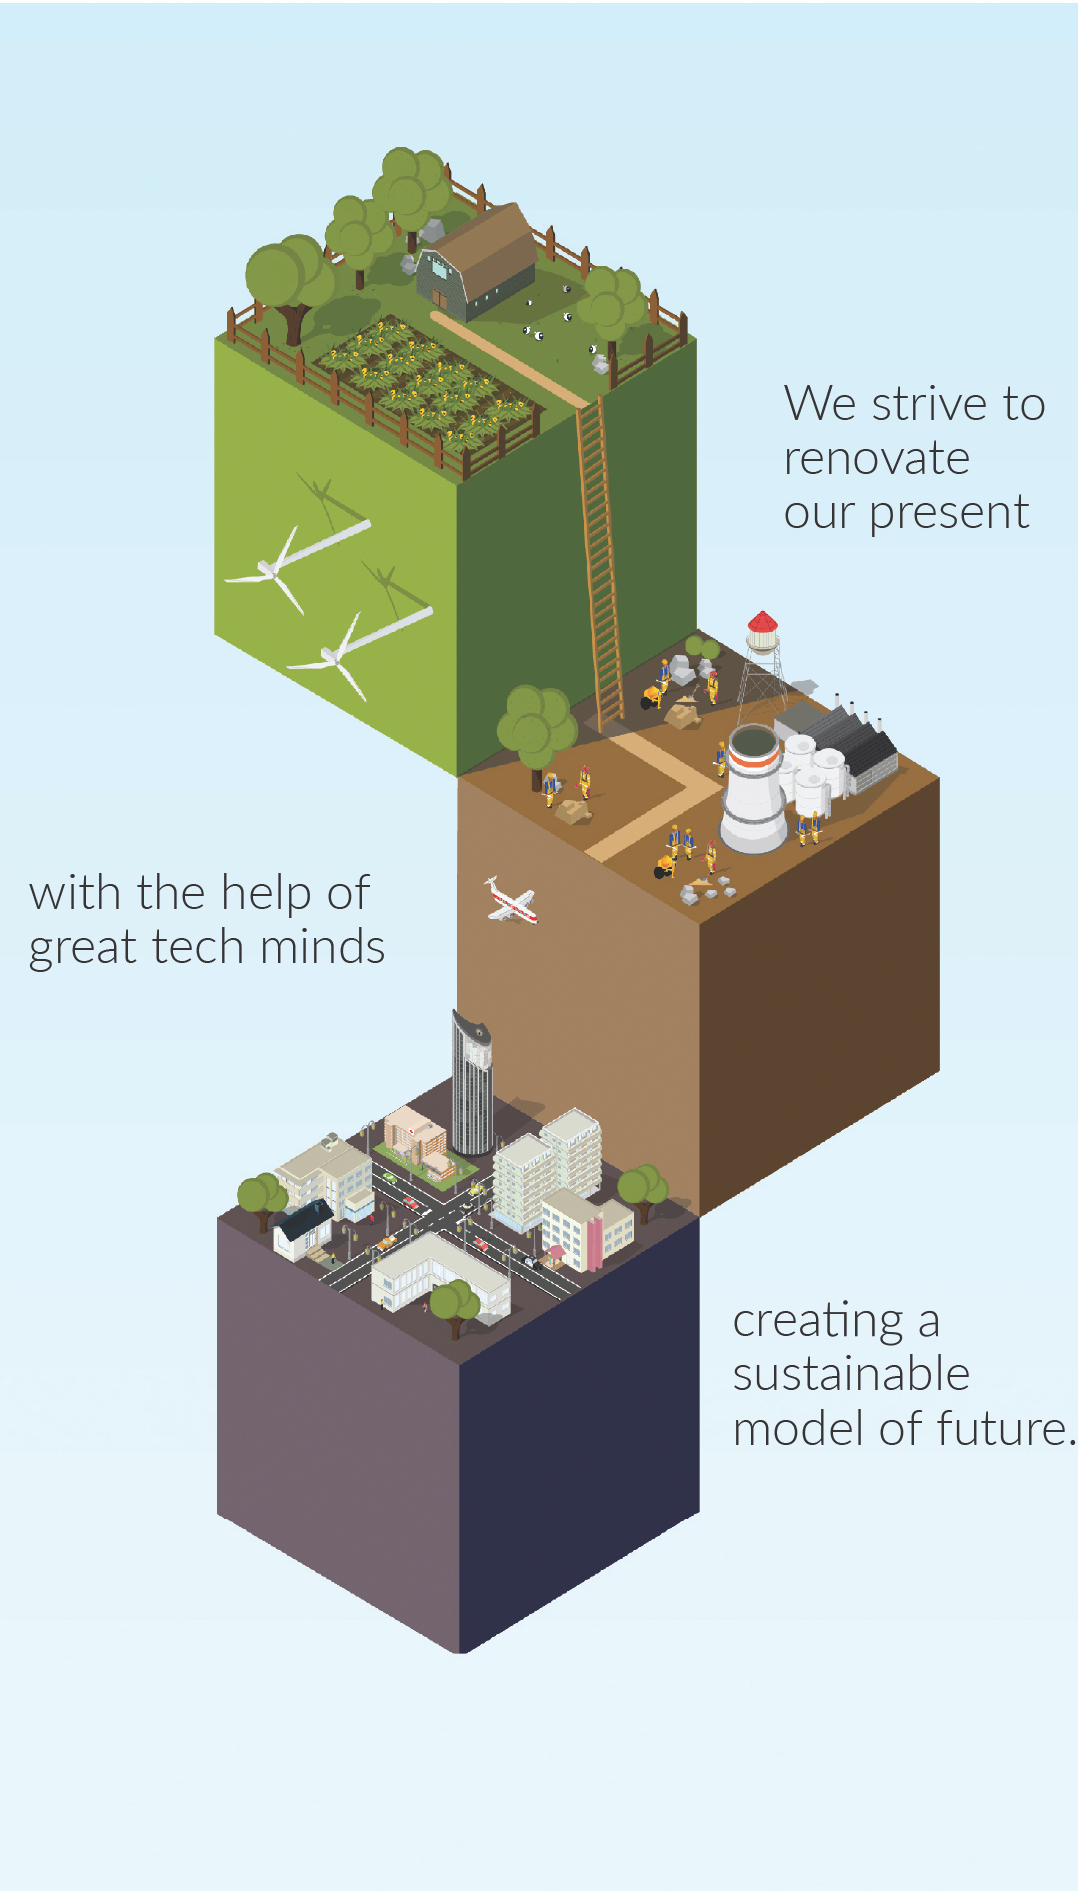 We strive to
renovate
our present
with the help of
great tech minds
creating a
sustainable
model of future.